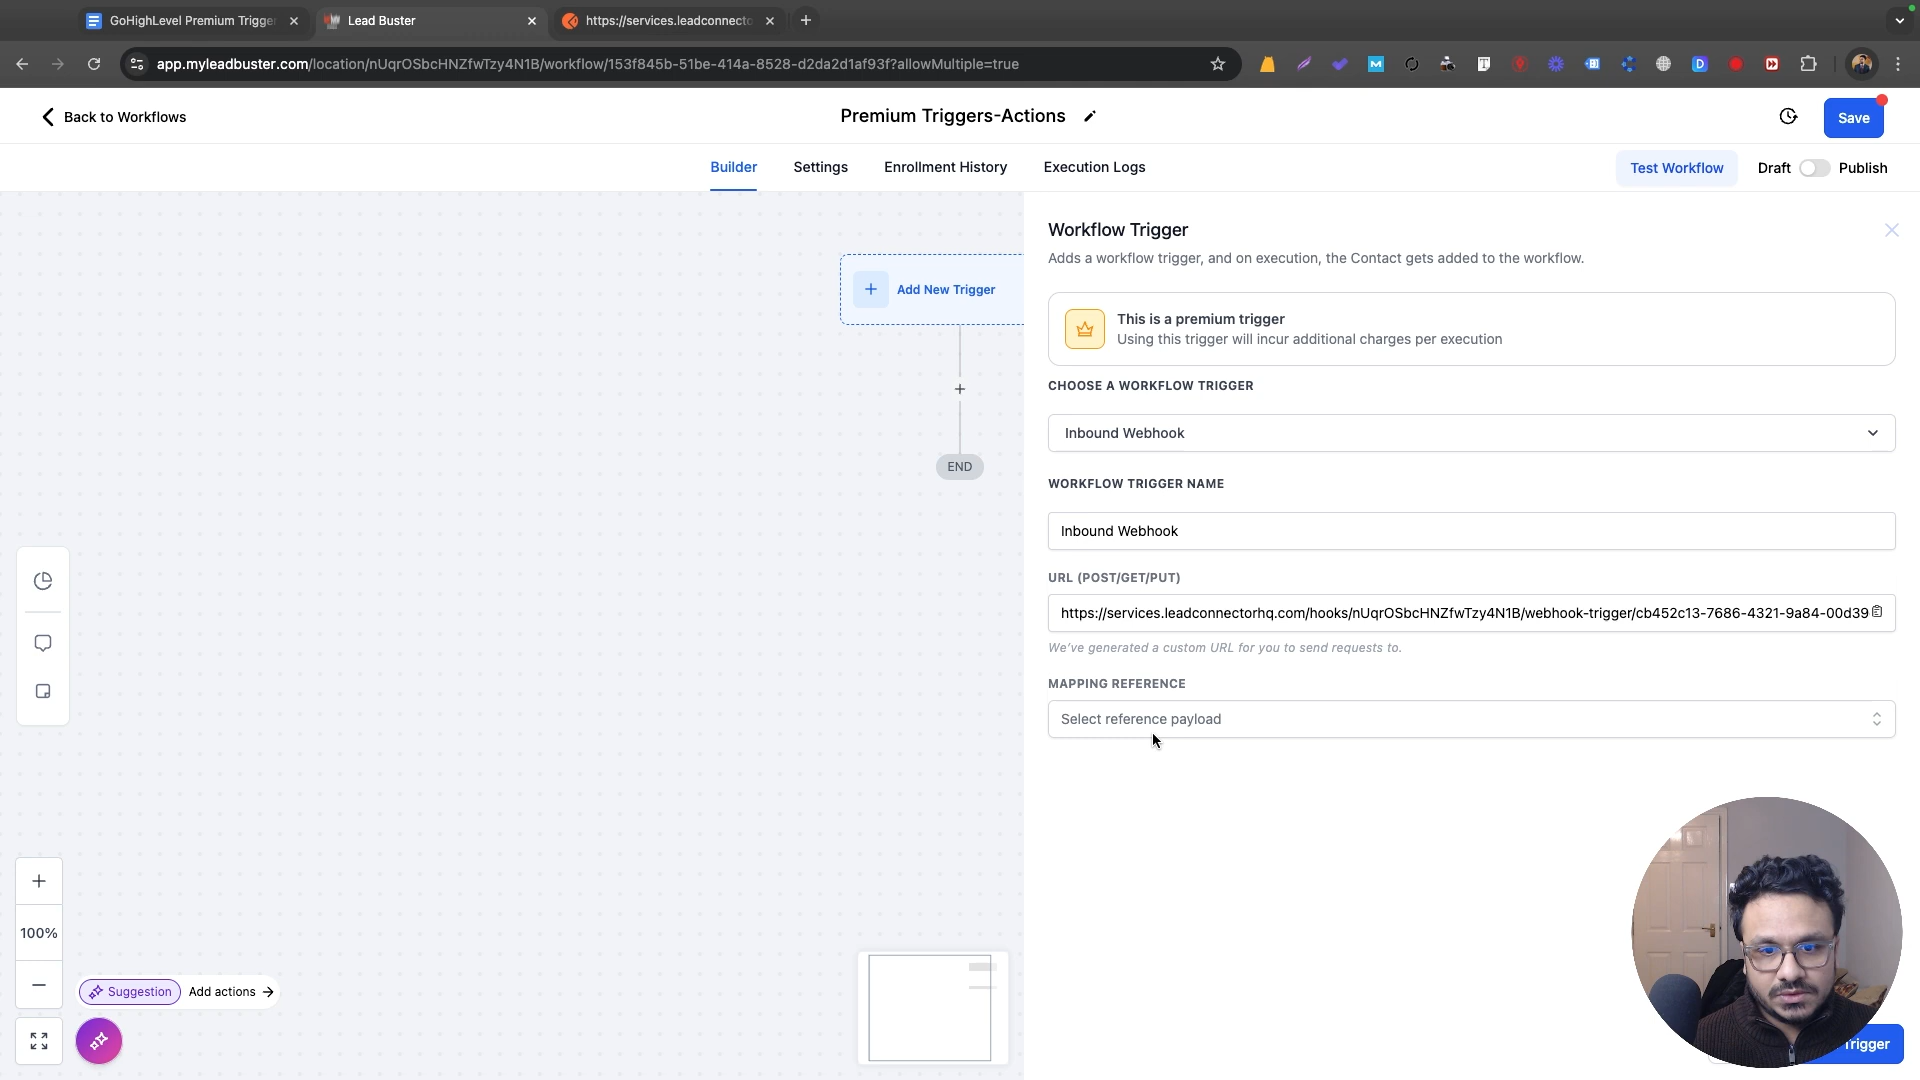 GoHighLevel Premium Trigger
Lead Buster
https://services.leadconnecto
app.myleadbuster.com/location/nUqrOSbcHNZfwTzy4N1B/workflow/153f845b-51be-414a-8528-d2da2d1af93f?allowMultiple=true
Back to Workflows
Premium Triggers-Actions
Save
Builder
Settings
Enrollment History
Execution Logs
Test Workflow
Draft
Publish
Add New Trigger
END
Workflow Trigger
Adds a workflow trigger, and on execution, the Contact gets added to the workflow.
This is a premium trigger
Using this trigger will incur additional charges per execution
CHOOSE A WORKFLOW TRIGGER
Inbound Webhook
WORKFLOW TRIGGER NAME
Inbound Webhook
URL (POST/GET/PUT)
https://services.leadconnectorhq.com/hooks/nUqrOSbcHNZfwTzy4N1B/webhook-trigger/cb452c13-7686-4321-9a84-00d39
We've generated a custom URL for you to send requests to.
MAPPING REFERENCE
Select reference payload
100%
Suggestion
Add actions
Trigger